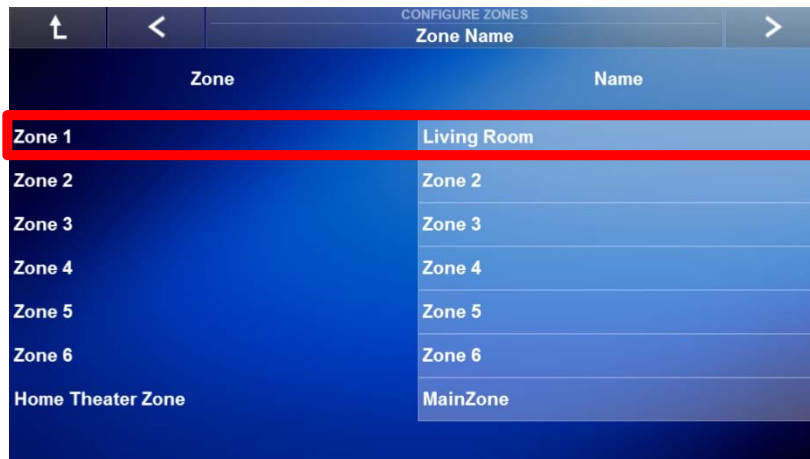 CONFIGURE ZONES
Zone Name
Zone Name
Zone 1 Living Room
Zone 2 Zone 2
Zone 3 Zone 3
Zone 4 Zone 4
Zone 5 Zone 5
Zone 6 Zone 6
Home Theater Zone MainZone